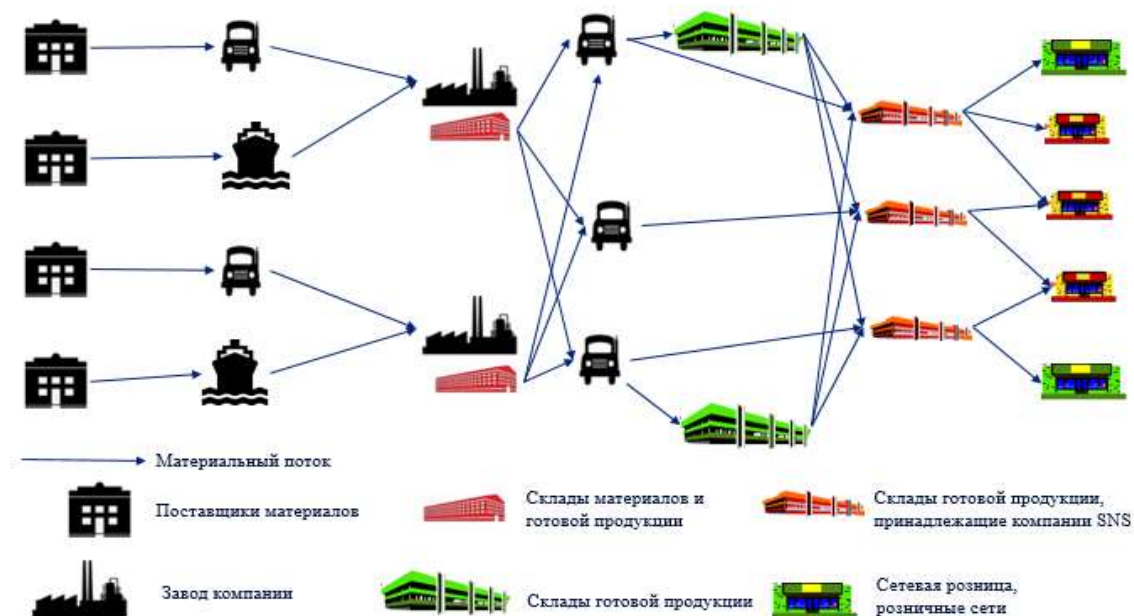 Материальный поток
Поставщики материалов
Склады материалов и
готовой продукции
Склады готовой продукции,
принадлежащие компании SNS
Завод компании
Склады готовой продукции
Сетевая розница,
розничные сети